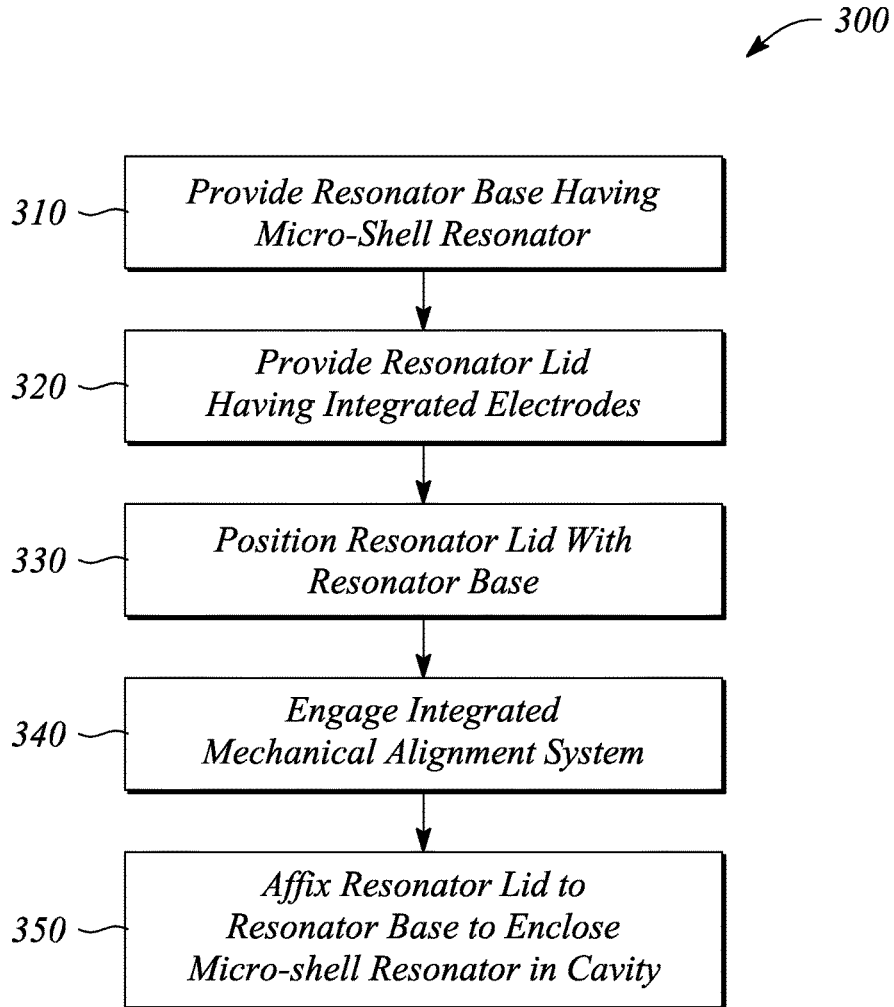 300
310
Provide Resonator Base Having
Micro-Shell Resonator
320
Provide Resonator Lid
Having Integrated Electrodes
330
Position Resonator Lid With
Resonator Base
340
Engage Integrated
Mechanical Alignment System
350
Affix Resonator Lid to
Resonator Base to Enclose
Micro-shell Resonator in Cavity